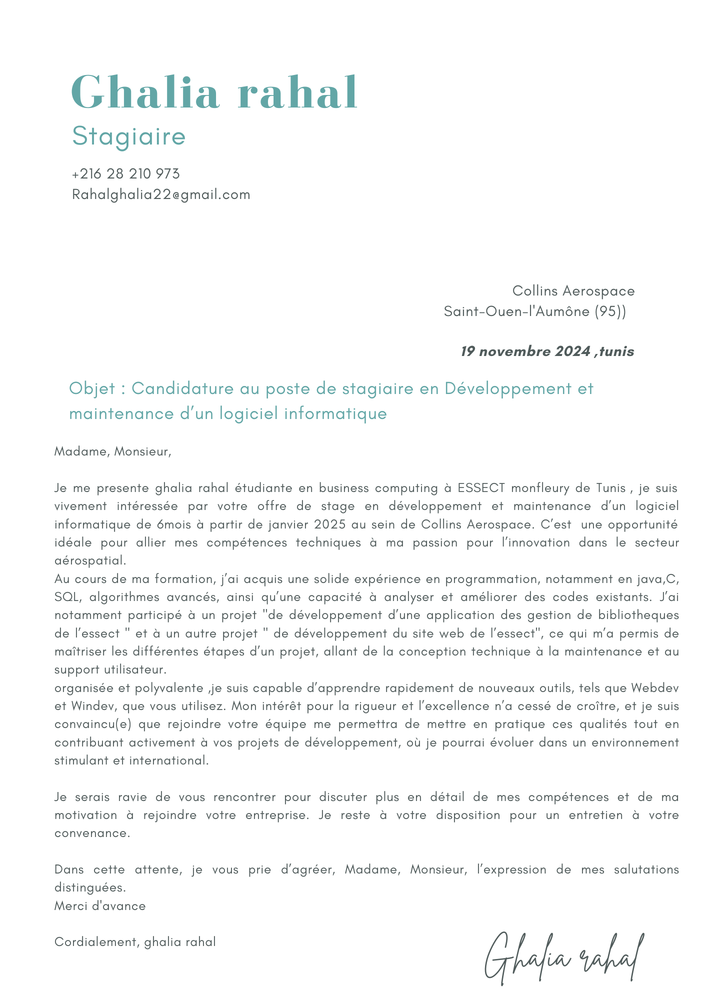 Ghalia rahal
Stagiaire
+216 28 210 973
Rahalghalia22@gmail.com
Collins Aerospace
Saint-Ouen-l'Aumône (95))
19 novembre 2024 ,tunis
Objet : Candidature au poste de stagiaire en Développement et
maintenance d’un logiciel informatique
Madame, Monsieur,
Je me presente ghalia rahal étudiante en business computing à ESSECT monfleury de Tunis , je suis
vivement intéressée par votre offre de stage en développement et maintenance d’un logiciel
informatique de 6mois à partir de janvier 2025 au sein de Collins Aerospace. C’est  une opportunité
idéale pour allier mes compétences techniques à ma passion pour l’innovation dans le secteur
aérospatial.
Au cours de ma formation, j’ai acquis une solide expérience en programmation, notamment en java,C,
SQL, algorithmes avancés, ainsi qu’une capacité à analyser et améliorer des codes existants. J’ai
notamment participé à un projet "de développement d’une application des gestion de bibliotheques
de l’essect " et à un autre projet " de développement du site web de l’essect", ce qui m’a permis de
maîtriser les différentes étapes d’un projet, allant de la conception technique à la maintenance et au
support utilisateur.
organisée et polyvalente ,je suis capable d’apprendre rapidement de nouveaux outils, tels que Webdev
et Windev, que vous utilisez. Mon intérêt pour la rigueur et l’excellence n’a cessé de croître, et je suis
convaincu(e) que rejoindre votre équipe me permettra de mettre en pratique ces qualités tout en
contribuant activement à vos projets de développement, où je pourrai évoluer dans un environnement
stimulant et international.
Je serais ravie de vous rencontrer pour discuter plus en détail de mes compétences et de ma
motivation à rejoindre votre entreprise. Je reste à votre disposition pour un entretien à votre
convenance.
Dans cette attente, je vous prie d’agréer, Madame, Monsieur, l’expression de mes salutations
distinguées.
Merci d'avance
Cordialement, ghalia rahal
Ghalia rahal